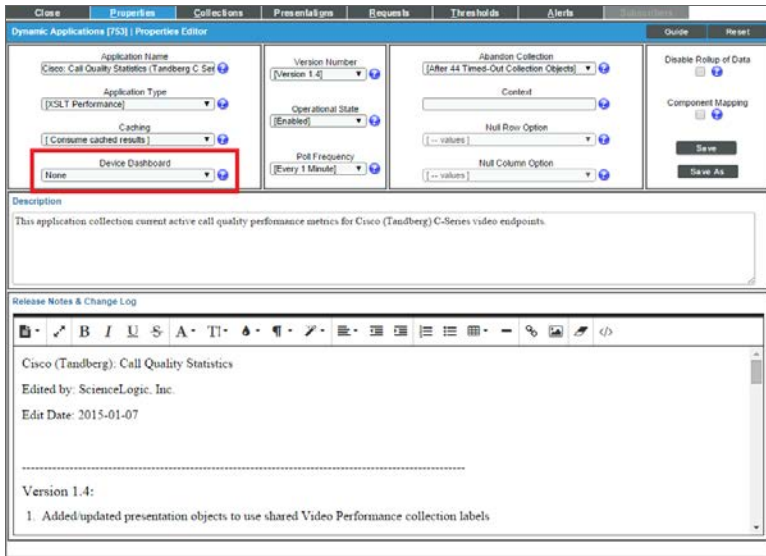 Close Properties Collections Presentations Requests Thresholds Alerts Subscribers
Dynamic Applications [753] | Properties Editor Guide Reset
Application Name
Cisco: Call Quality Statistics (Tandberg C Ser
Application Type
[XSLT Performance]
Caching
[ Consume cached results ]
Device Dashboard
None
Version Number
[Version 1.4]
Operational State
[Enabled]
Poll Frequency
[Every 1 Minute]
Abandon Collection
[After 44 Timed-Out Collection Objects]
Context
Null Row Option
[ -- values ]
Null Column Option
[ -- values ]
Disable Rollup of Data
Component Mapping
Save
Save As
Description
This application collection current active call quality performance metrics for Cisco (Tandberg) C-Series video endpoints.
Release Notes & Change Log
B I U S A TI
Cisco (Tandberg): Call Quality Statistics
Edited by: ScienceLogic, Inc.
Edit Date: 2015-01-07
Version 1.4:
1. Added/updated presentation objects to use shared Video Performance collection labels